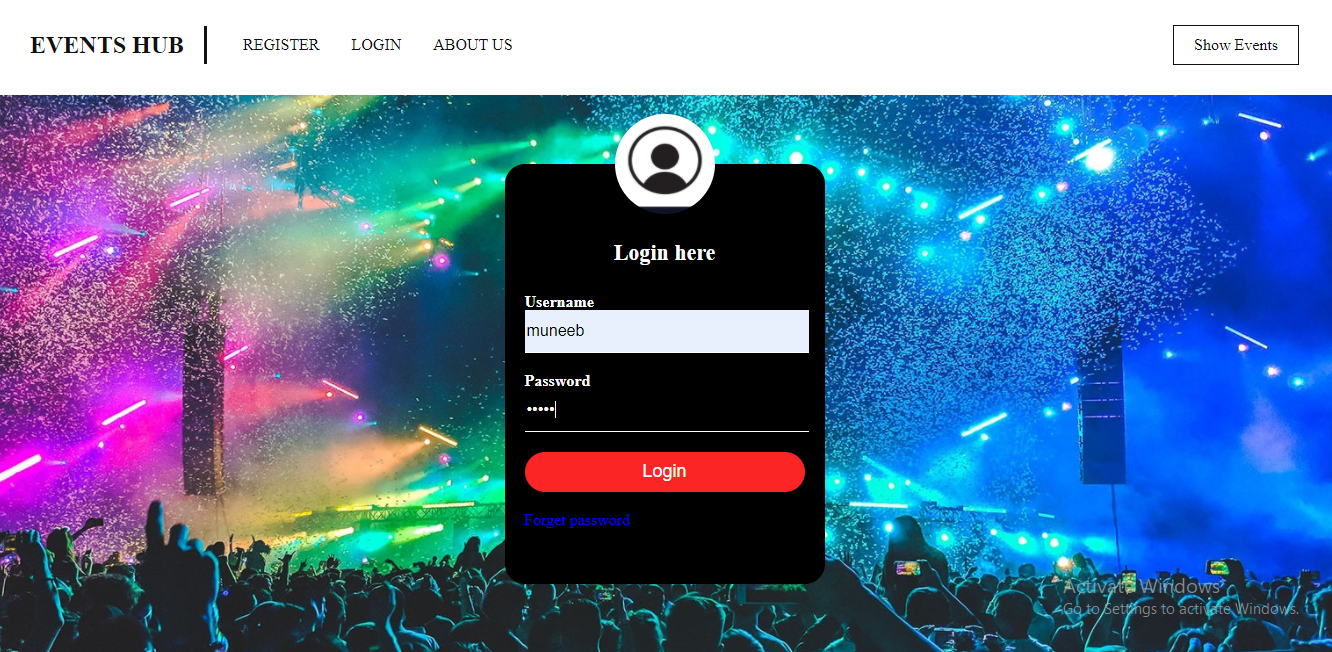 EVENTS HUB
REGISTER
LOGIN
ABOUT US
Show Events
Login here
Username
muneeb
Password
•••••
Login
Forget password
Activate Windows
Go to Settings to activate Windows.